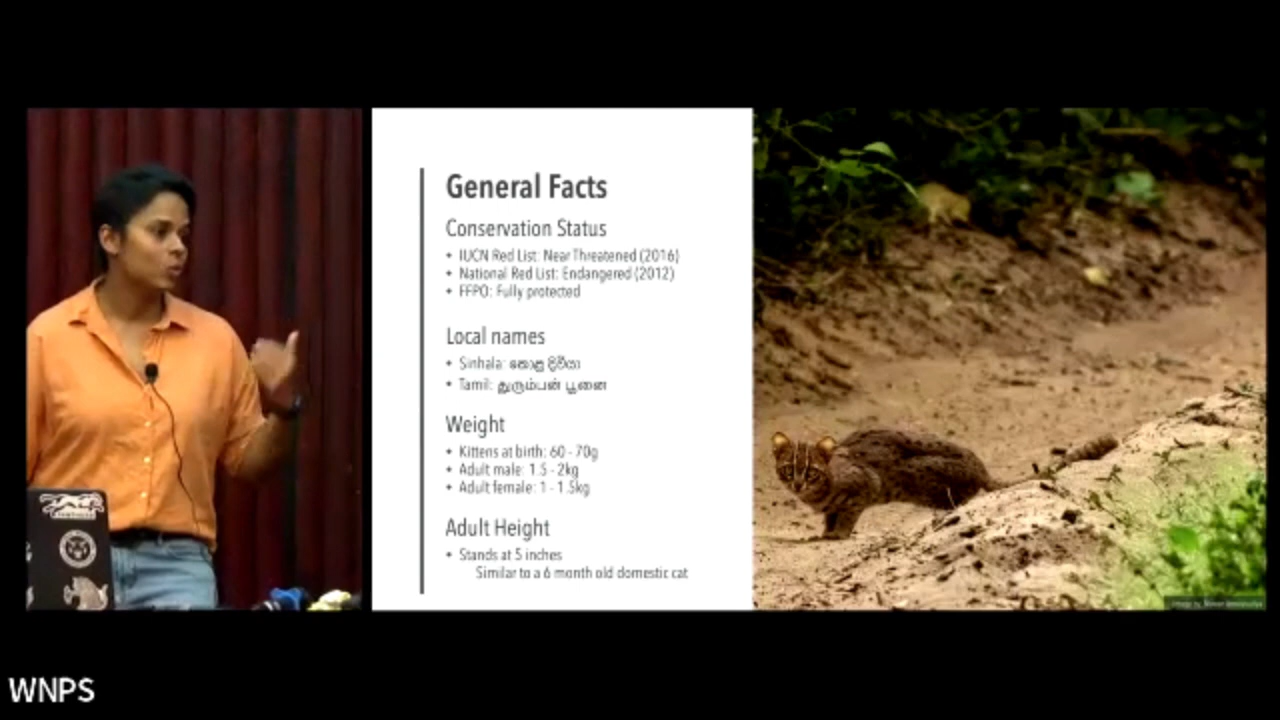 General Facts
Conservation Status
• IUCN Red List: Near Threatened (2016)
• National Red List: Endangered (2012)
• FFPO: Fully protected
Local names
• Sinhala: කොළ දිවියා
• Tamil: துரும்பன் பூனை
Weight
• Kittens at birth: 60 - 70g
• Adult male: 1.5 - 2kg
• Adult female: 1 - 1.5kg
Adult Height
• Stands at 5 inches
Similar to a 6 month old domestic cat
Image by
WNPS